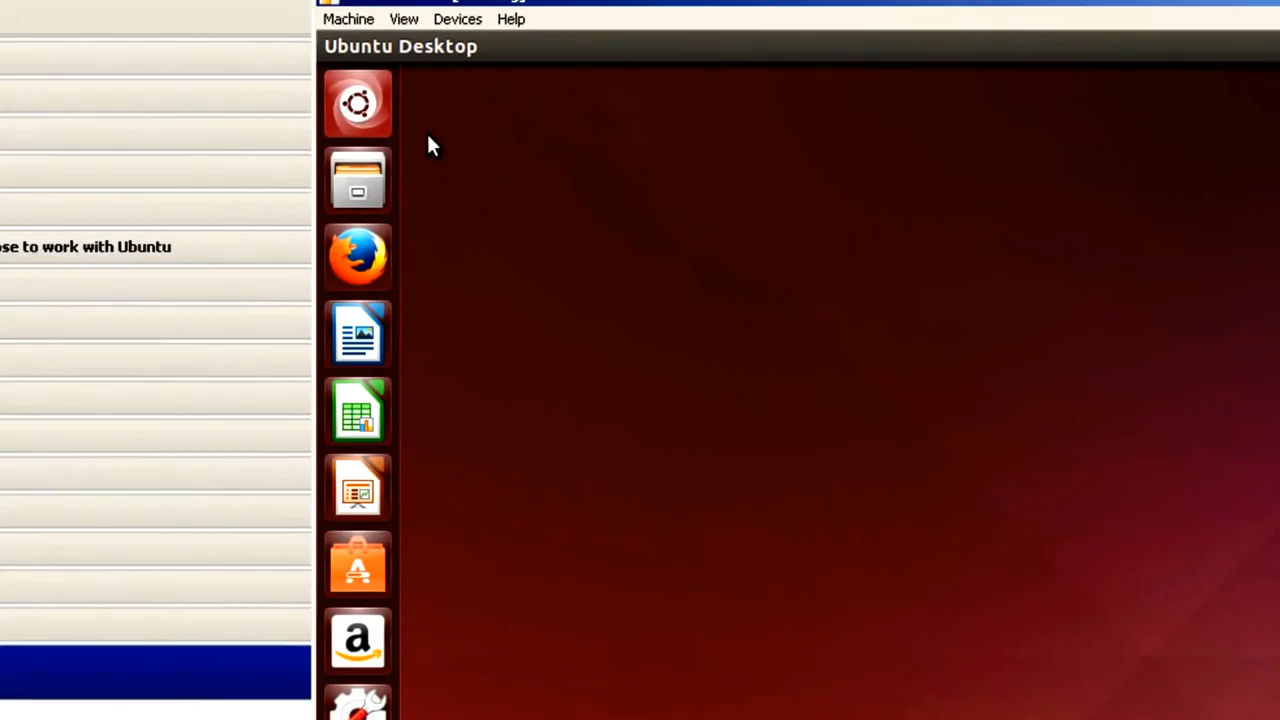 Machine View Devices Help
Ubuntu Desktop
ose to work with Ubuntu
a